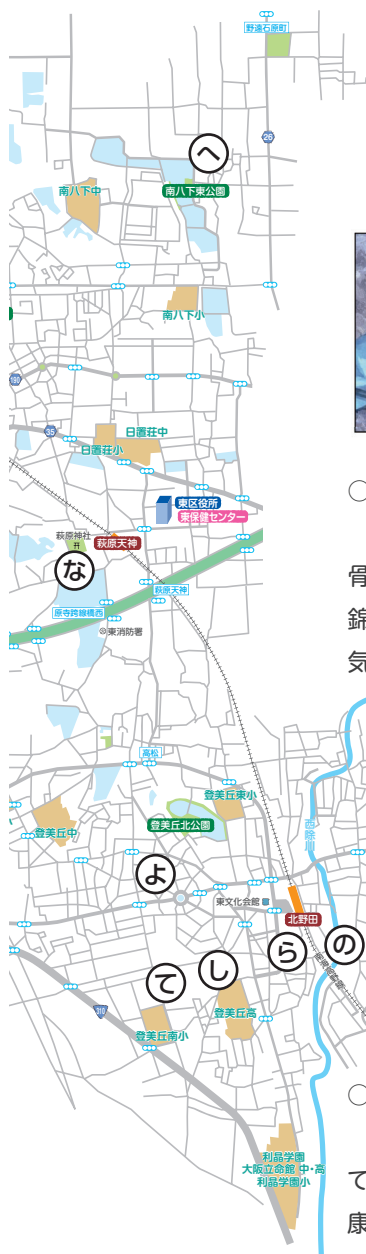 野遠石原町
26
へ
南八下中
南八下東公園
南八下小
190
35
日置荘中
日置荘小
東区役所
東保健センター
萩原神社
萩原天神
な
萩原天神
原寺跨線橋西
東消防署
○
骨
錦
気
高松
登美丘東小
西除川
登美丘中
登美丘北公園
よ
東文化会館
北野田
の
ら
し
て
登美丘高
310
登美丘南小
○
利晶学園
大阪立命館 中・高
利晶学園小
て
康